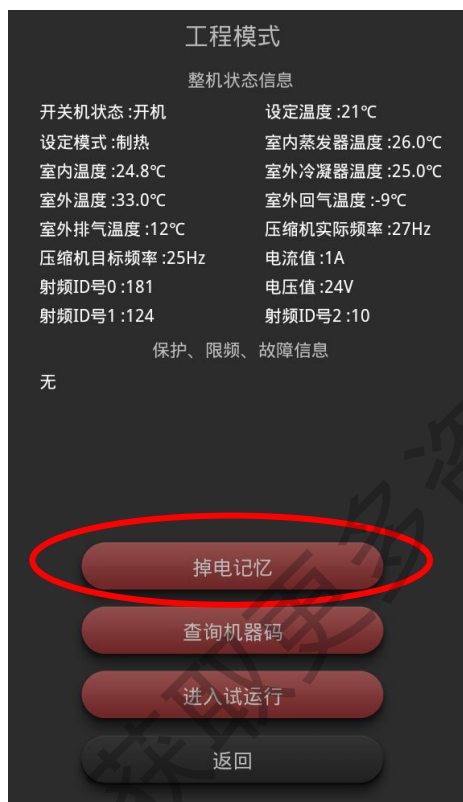 工程模式
整机状态信息
开关机状态 :开机 设定温度 :21℃
设定模式 :制热 室内蒸发器温度 :26.0℃
室内温度 :24.8℃ 室外冷凝器温度 :25.0℃
室外温度 :33.0℃ 室外回气温度 :-9℃
室外排气温度 :12℃ 压缩机实际频率 :27Hz
压缩机目标频率 :25Hz 电流值 :1A
射频ID号0 :181 电压值 :24V
射频ID号1 :124 射频ID号2 :10
保护、限频、故障信息
无
掉电记忆
查询机器码
进入试运行
返回
获取更多资